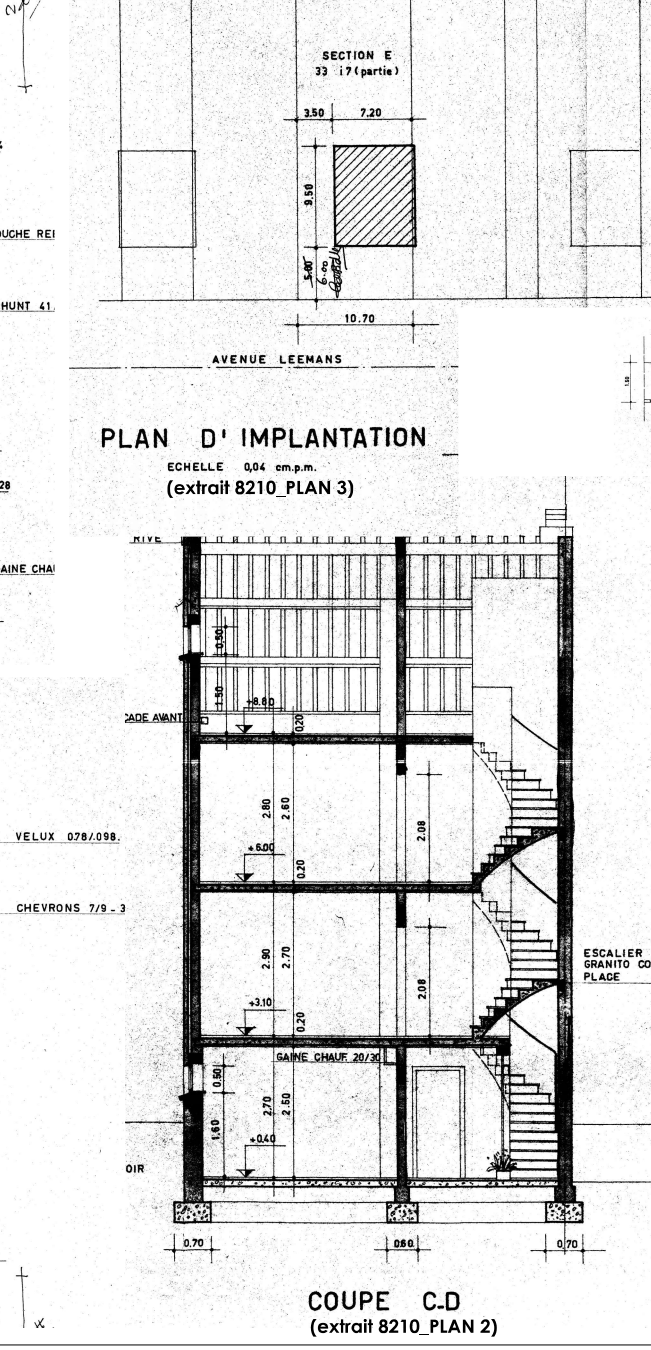 SECTION E
33 i7 (partie)
3.50 7.20
9.50
5.00
6.00
10.70
AVENUE LEEMANS
1.50
PLAN D' IMPLANTATION
ECHELLE 0,04 cm.p.m.
(extrait 8210_PLAN 3)
OUCHE REI
HUNT 41
28
AINE CHAI
RIVE
0.50
1.50
+8.80
0.20
CADE AVANT
2.80
2.60
2.08
VELUX 078/.098.
+6.00
0.20
CHEVRONS 7/9 - 3
2.90
2.70
2.08
ESCALIER
GRANITO CO
PLACE
+3.10
0.20
GAINE CHAUF. 20/30
0.50
2.70
2.50
1.60
+0.40
OIR
0.70
0.60
0.70
COUPE C-D
(extrait 8210_PLAN 2)